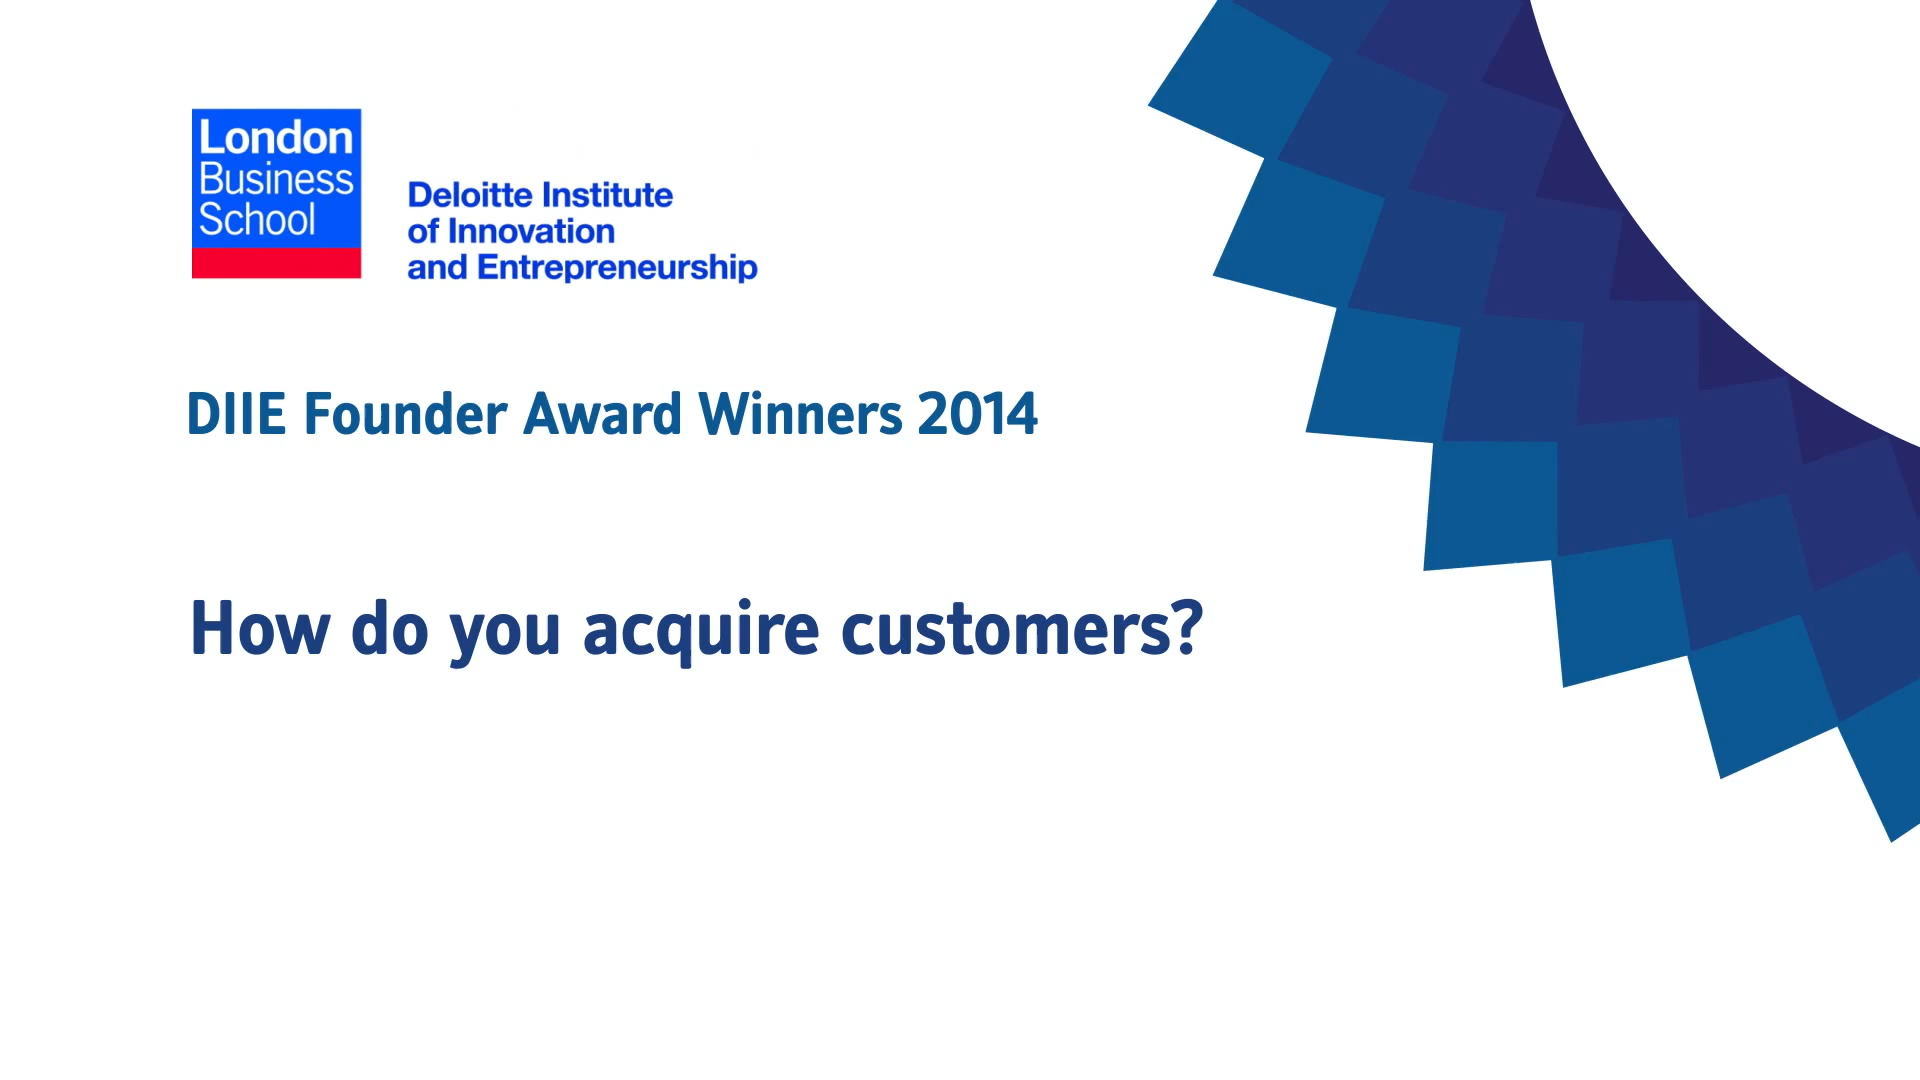 London
Business
School
Deloitte Institute
of Innovation
and Entrepreneurship
DIIE Founder Award Winners 2014
How do you acquire customers?